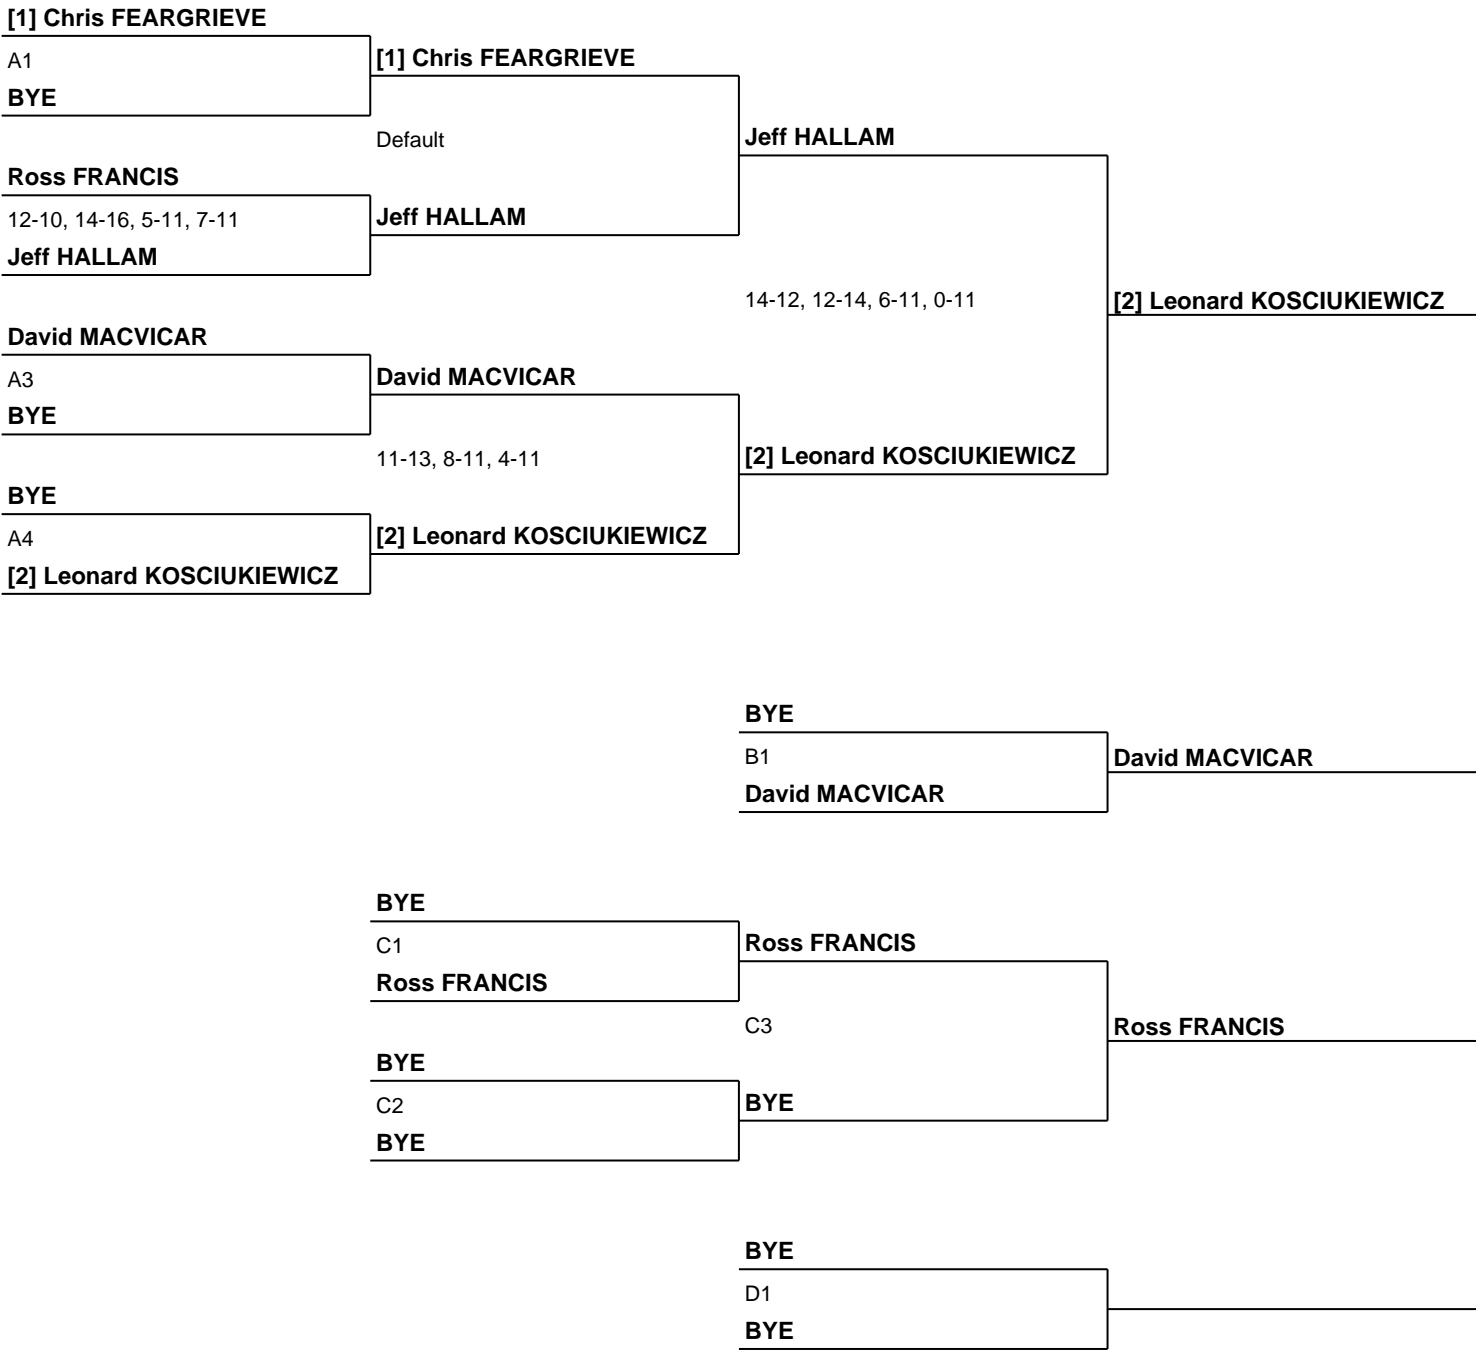 [1] Chris FEARGRIEVE
A1
[1] Chris FEARGRIEVE
BYE
Default
Jeff HALLAM
Ross FRANCIS
12-10, 14-16, 5-11, 7-11
Jeff HALLAM
Jeff HALLAM
14-12, 12-14, 6-11, 0-11
[2] Leonard KOSCIUKIEWICZ
David MACVICAR
A3
David MACVICAR
BYE
11-13, 8-11, 4-11
[2] Leonard KOSCIUKIEWICZ
BYE
A4
[2] Leonard KOSCIUKIEWICZ
[2] Leonard KOSCIUKIEWICZ
BYE
B1
David MACVICAR
David MACVICAR
BYE
C1
Ross FRANCIS
Ross FRANCIS
C3
Ross FRANCIS
BYE
C2
BYE
BYE
BYE
D1
BYE